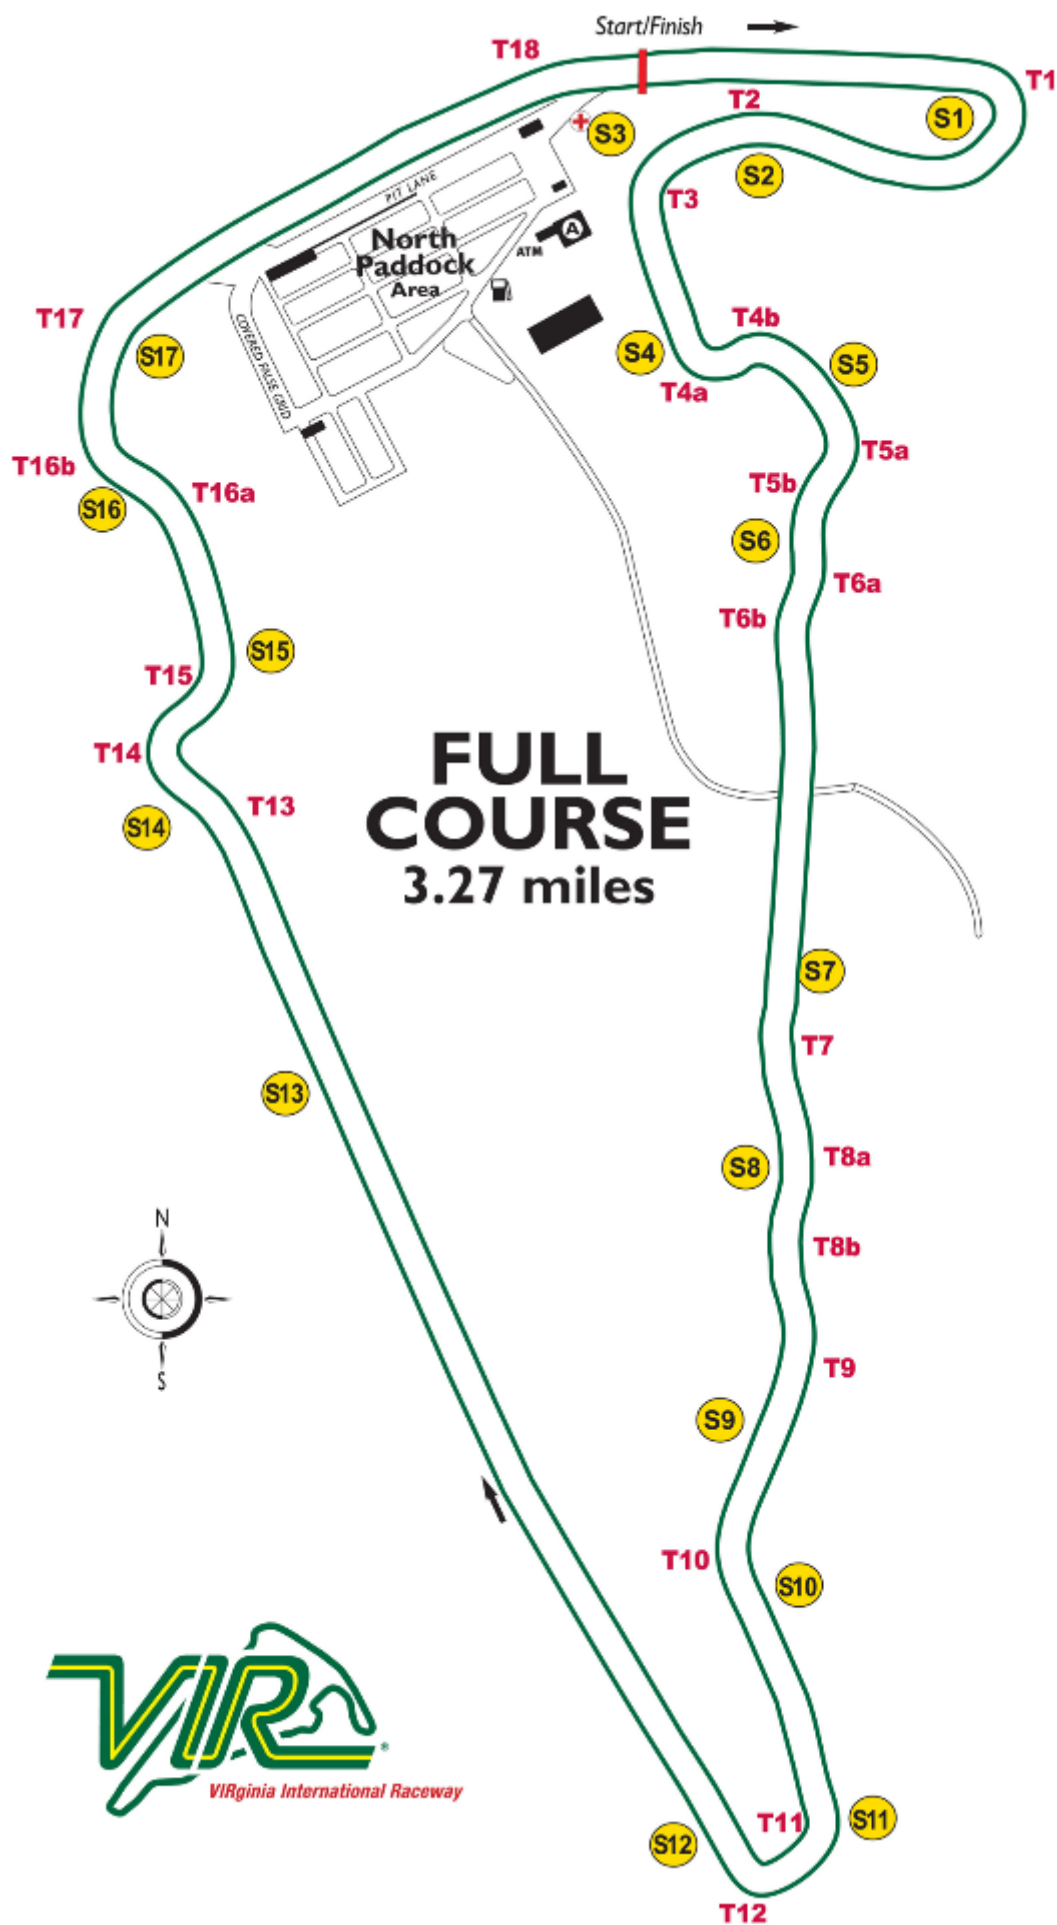 Start/Finish
T18
T1
T2
S1
S3
S2
T3
PIT LANE
North
Paddock
Area
A
ATM
T17
S17
COVERED FALSE GRID
T4b
S4
S5
T4a
T5a
T16b
T16a
T5b
S16
S6
T6a
T6b
S15
T15
T14
FULL
COURSE
3.27 miles
T13
S14
S7
T7
S13
T8a
S8
N
T8b
S
T9
S9
T10
S10
VIR
®
VIRginia International Raceway
T11
S11
S12
T12